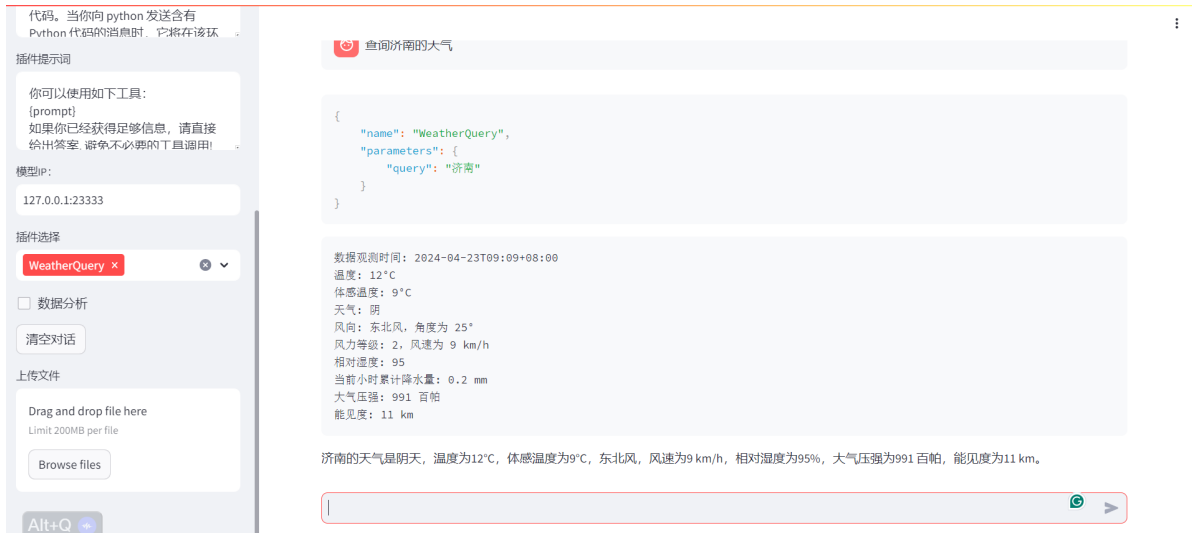 代码。当你向 python 发送含有
Python 代码的消息时，它将在该环
插件提示词
你可以使用如下工具：
{prompt}
如果你已经获得足够信息，请直接
给出答案. 避免不必要的工具调用!
模型IP：
127.0.0.1:23333
插件选择
WeatherQuery ×
数据分析
清空对话
上传文件
Drag and drop file here
Limit 200MB per file
Browse files
Alt+Q
查询济南的天气
{
    "name": "WeatherQuery",
    "parameters": {
        "query": "济南"
    }
}
数据观测时间: 2024-04-23T09:09+08:00
温度: 12°C
体感温度: 9°C
天气: 阴
风向: 东北风, 角度为 25°
风力等级: 2, 风速为 9 km/h
相对湿度: 95
当前小时累计降水量: 0.2 mm
大气压强: 991 百帕
能见度: 11 km
济南的天气是阴天，温度为12°C，体感温度为9°C，东北风，风速为9 km/h，相对湿度为95%，大气压强为991 百帕，能见度为11 km。